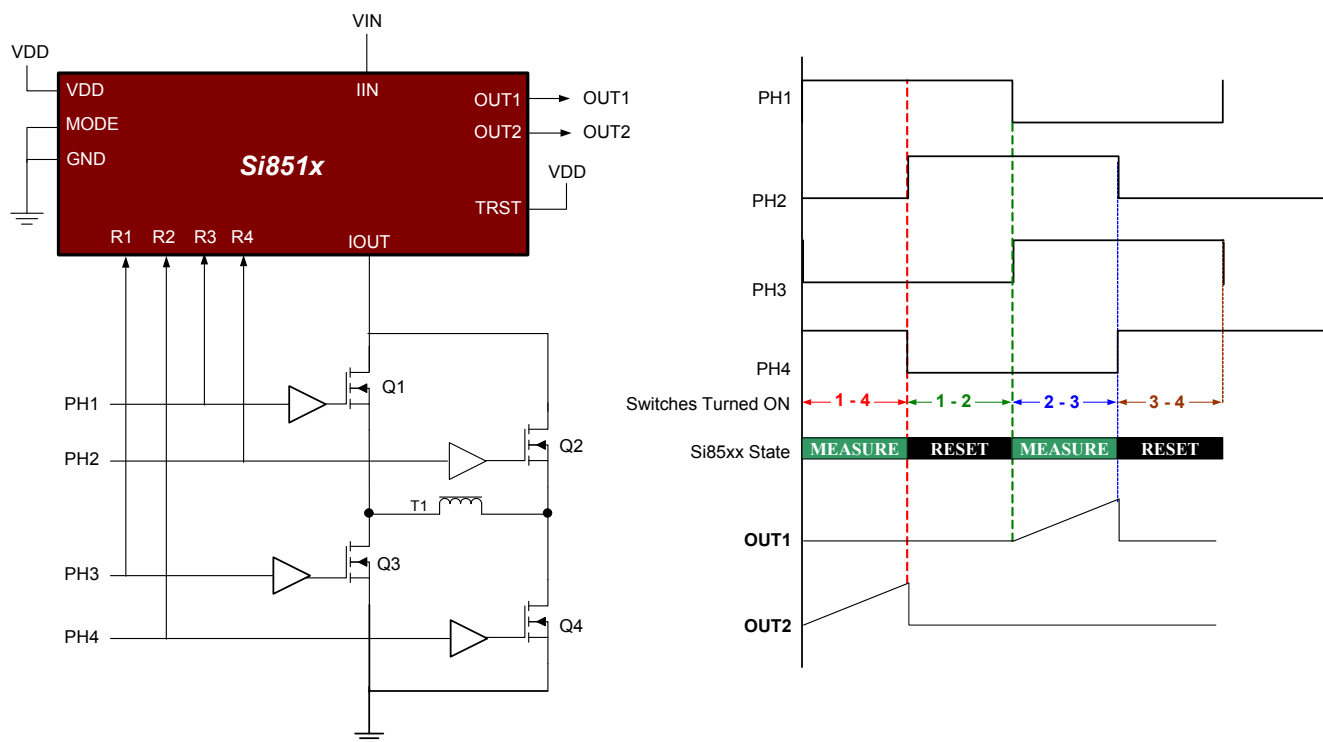 VIN
VDD
VDD
IIN
OUT1
OUT1
MODE
OUT2
OUT2
GND
Si851x
VDD
TRST
R1 R2 R3 R4
IOUT
Q1
PH1
Q2
PH2
T1
Q3
PH3
Q4
PH4
PH1
PH2
PH3
PH4
Switches Turned ON
1 - 4
1 - 2
2 - 3
3 - 4
Si85xx State
MEASURE
RESET
MEASURE
RESET
OUT1
OUT2